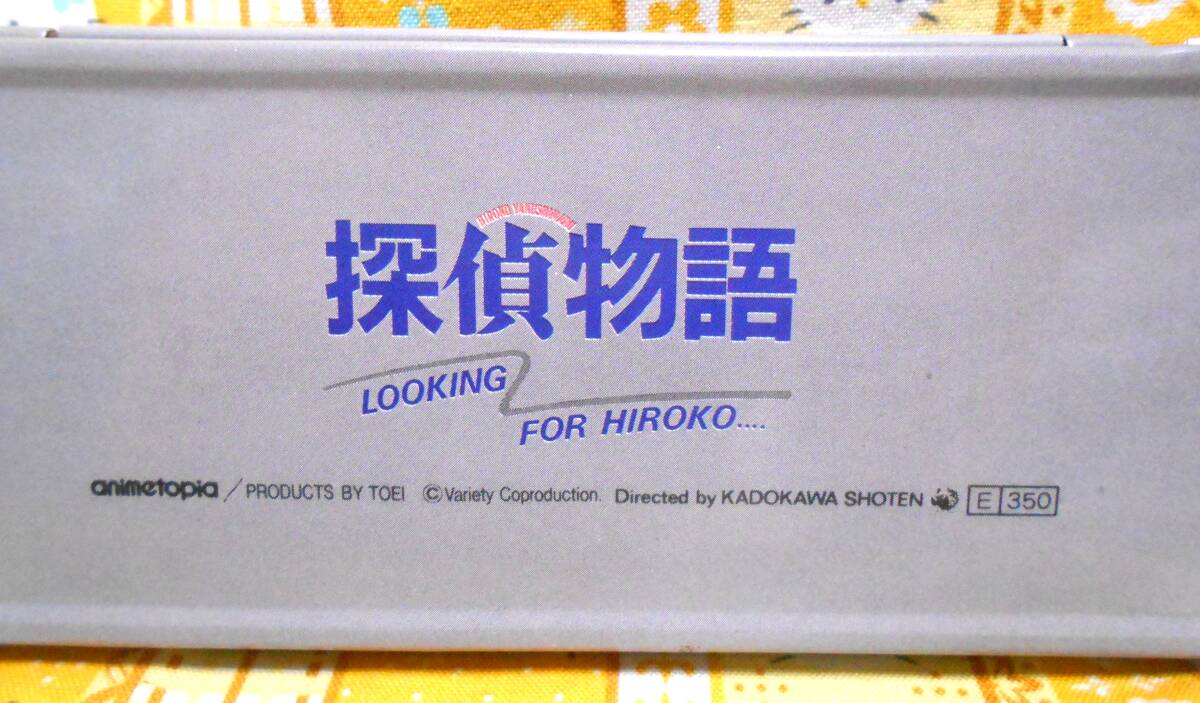 HIROKO YAKUSHIMARU
探偵物語
LOOKING
FOR HIROKO....
animetopia / PRODUCTS BY TOEI ©Variety Coproduction. Directed by KADOKAWA SHOTEN E 350